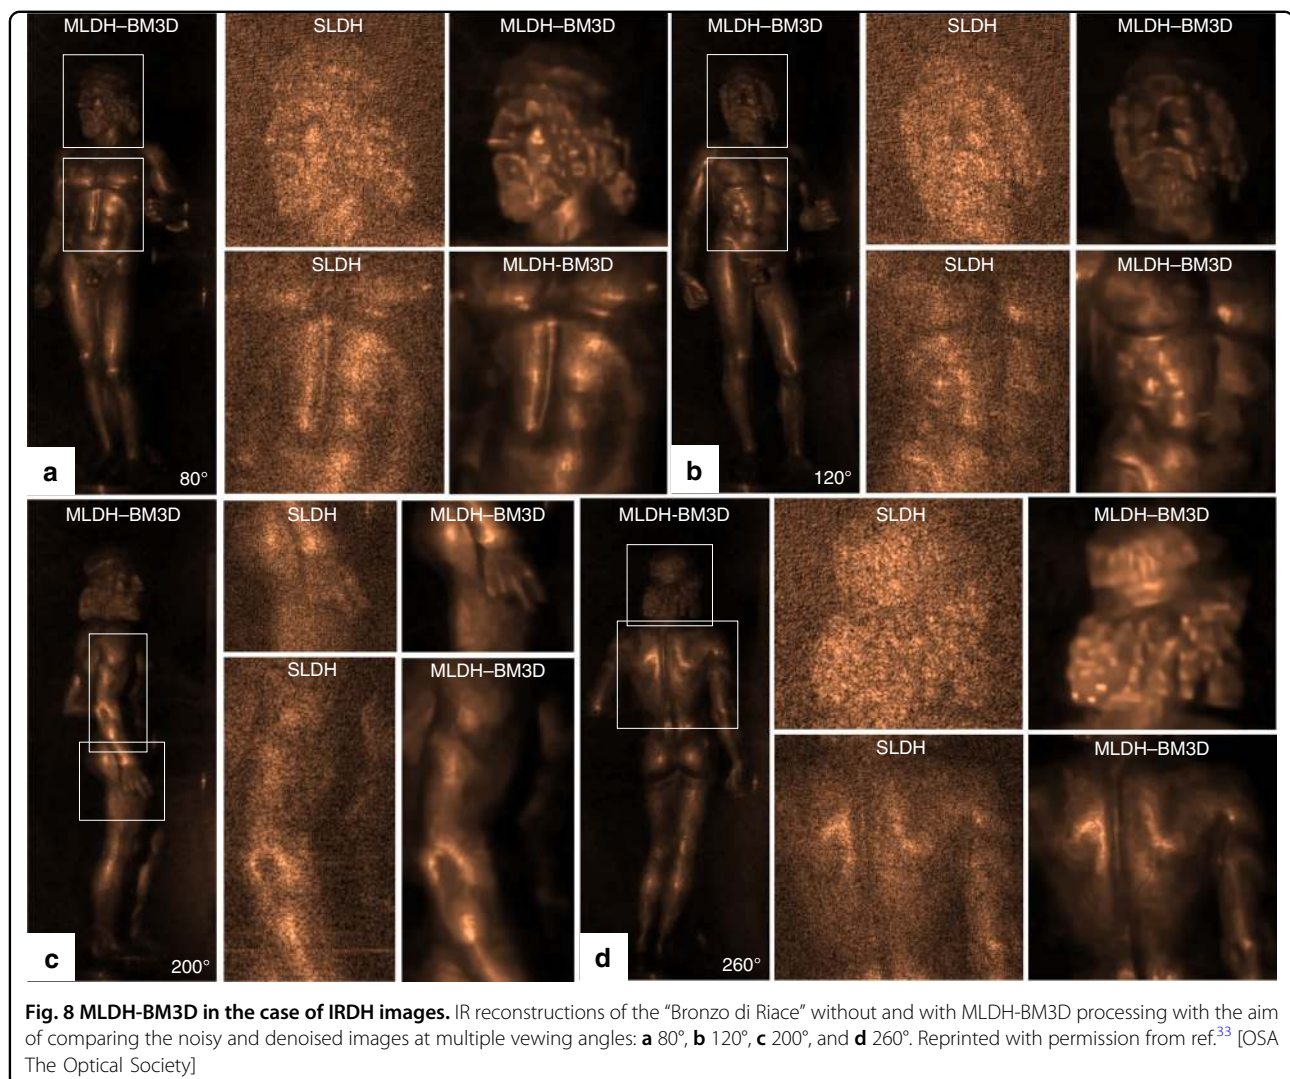 MLDH–BM3D SLDH MLDH–BM3D MLDH–BM3D SLDH MLDH–BM3D
SLDH MLDH-BM3D SLDH MLDH–BM3D
a 80° b 120°
MLDH–BM3D SLDH MLDH–BM3D MLDH-BM3D SLDH MLDH–BM3D
SLDH MLDH–BM3D SLDH MLDH–BM3D
c 200° d 260°
Fig. 8 MLDH-BM3D in the case of IRDH images. IR reconstructions of the “Bronzo di Riace” without and with MLDH-BM3D processing with the aim
of comparing the noisy and denoised images at multiple vewing angles: a 80°, b 120°, c 200°, and d 260°. Reprinted with permission from ref.33 [OSA
The Optical Society]